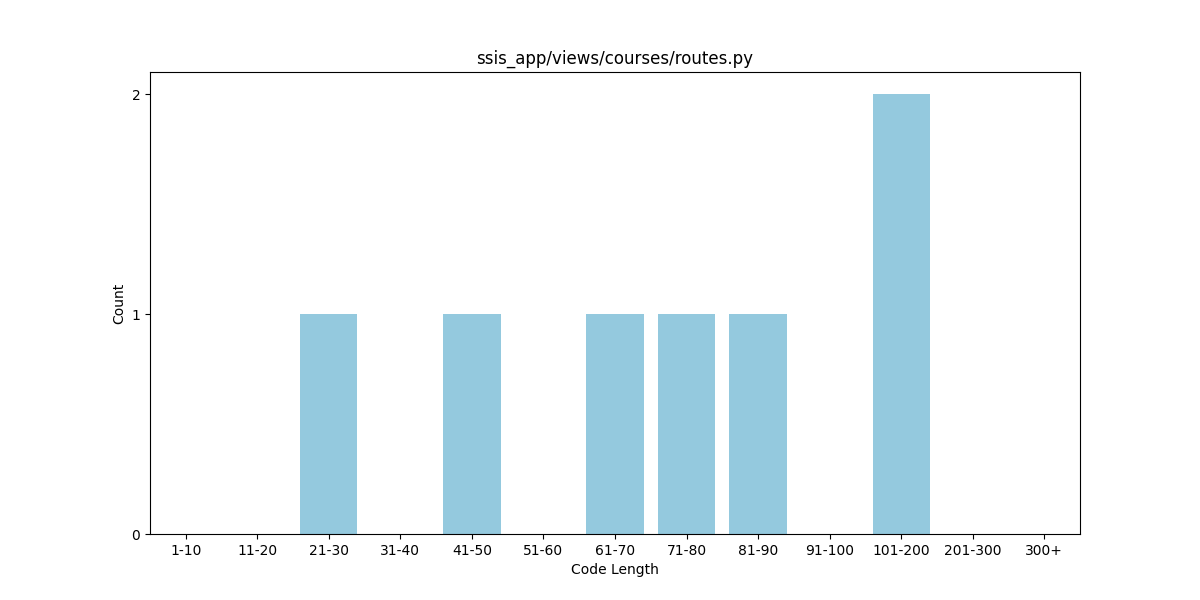 ssis_app/views/courses/routes.py
Count
2
1
0
1-10 11-20 21-30 31-40 41-50 51-60 61-70 71-80 81-90 91-100 101-200 201-300 300+
Code Length